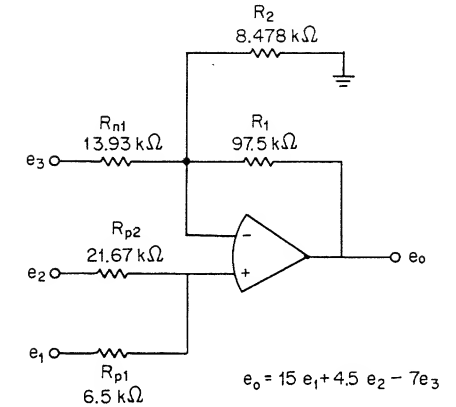 R₂
8.478 kΩ
Rn1
13.93 kΩ
R₁
97.5 kΩ
e₃
−
Rp2
21.67 kΩ
e₂
+
eₒ
e₁
Rp1
6.5 kΩ
eₒ = 15 e₁ + 4.5 e₂ − 7e₃